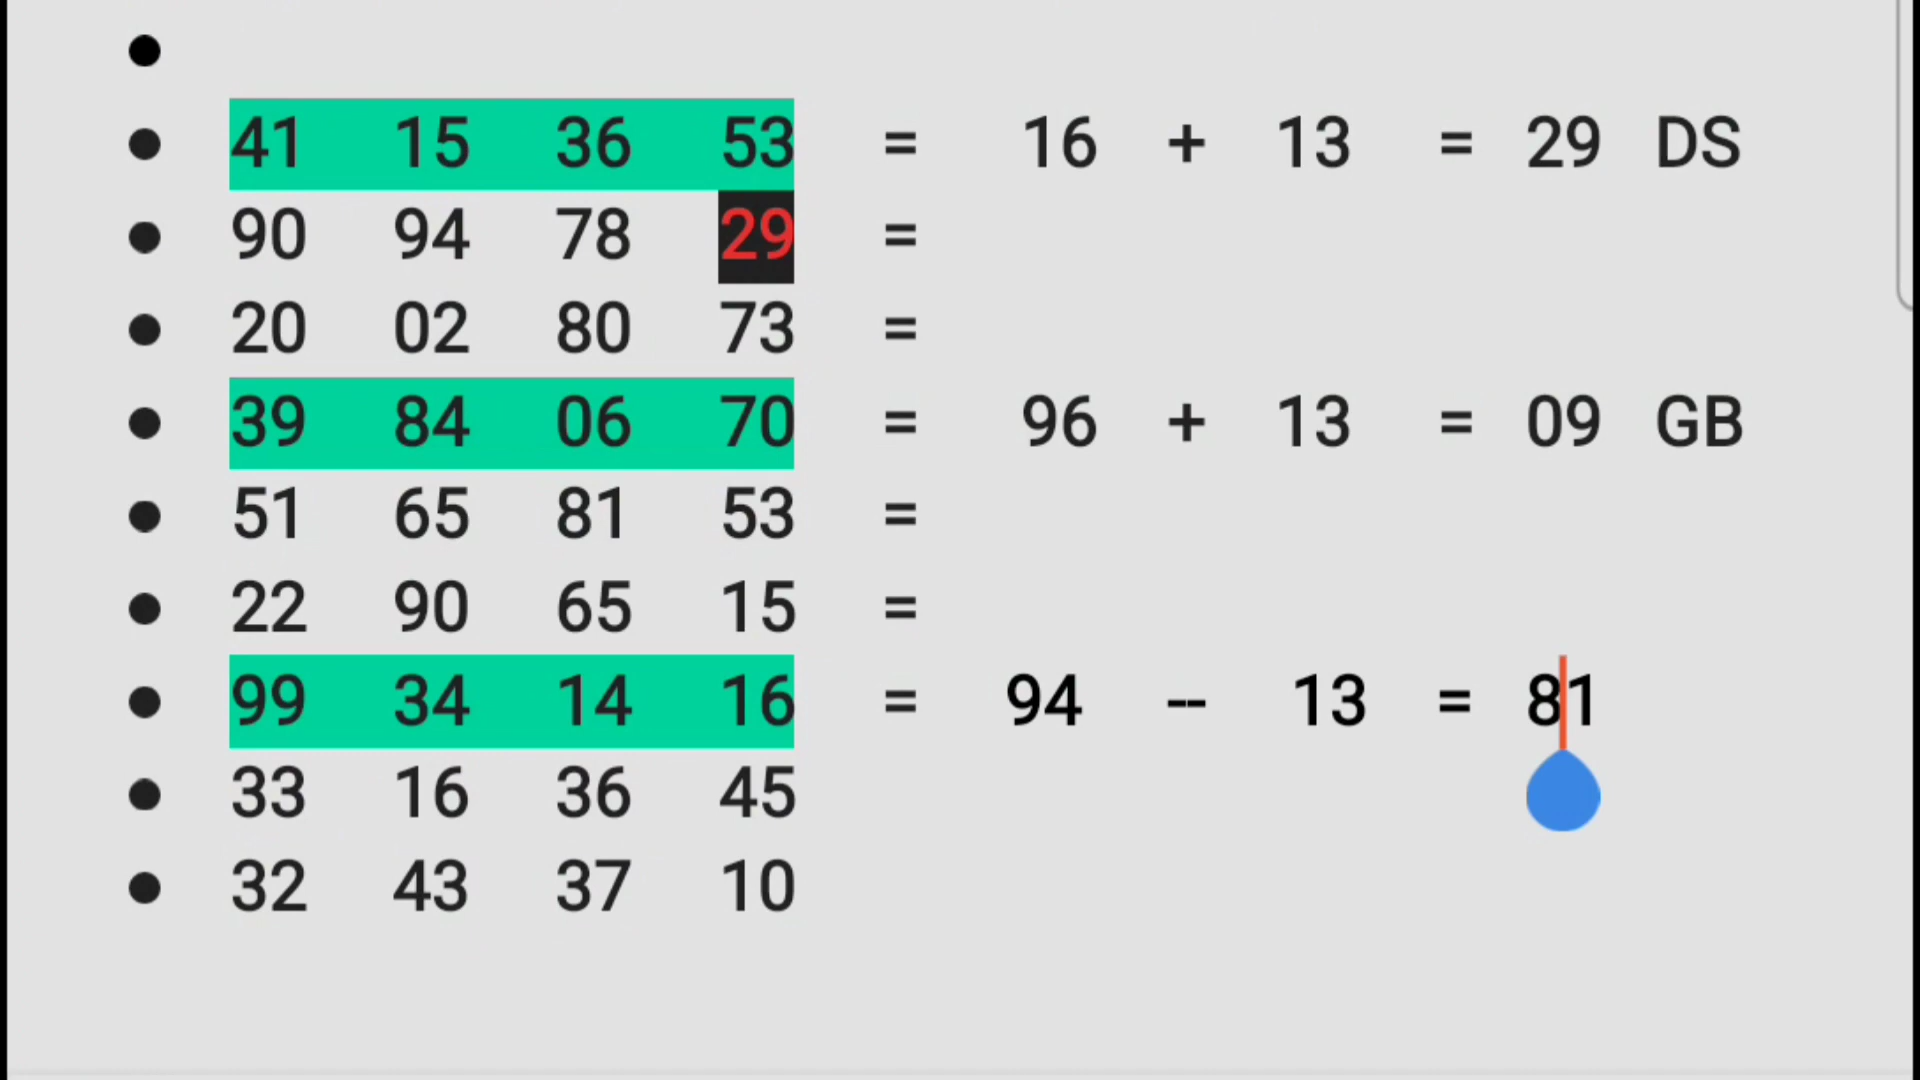 41 15 36 53 = 16 + 13 = 29 DS
90 94 78 29 =
20 02 80 73 =
39 84 06 70 = 96 + 13 = 09 GB
51 65 81 53 =
22 90 65 15 =
99 34 14 16 = 94 -- 13 = 81
33 16 36 45
32 43 37 10